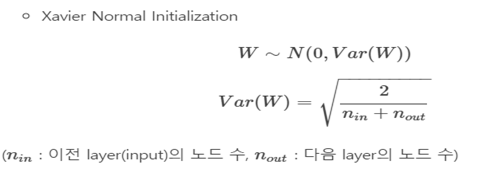 ○ Xavier Normal Initialization
W ~ N(0, Var(W))
Var(W) = √(2 / (n_in + n_out))
(n_in : 이전 layer(input)의 노드 수, n_out : 다음 layer의 노드 수)